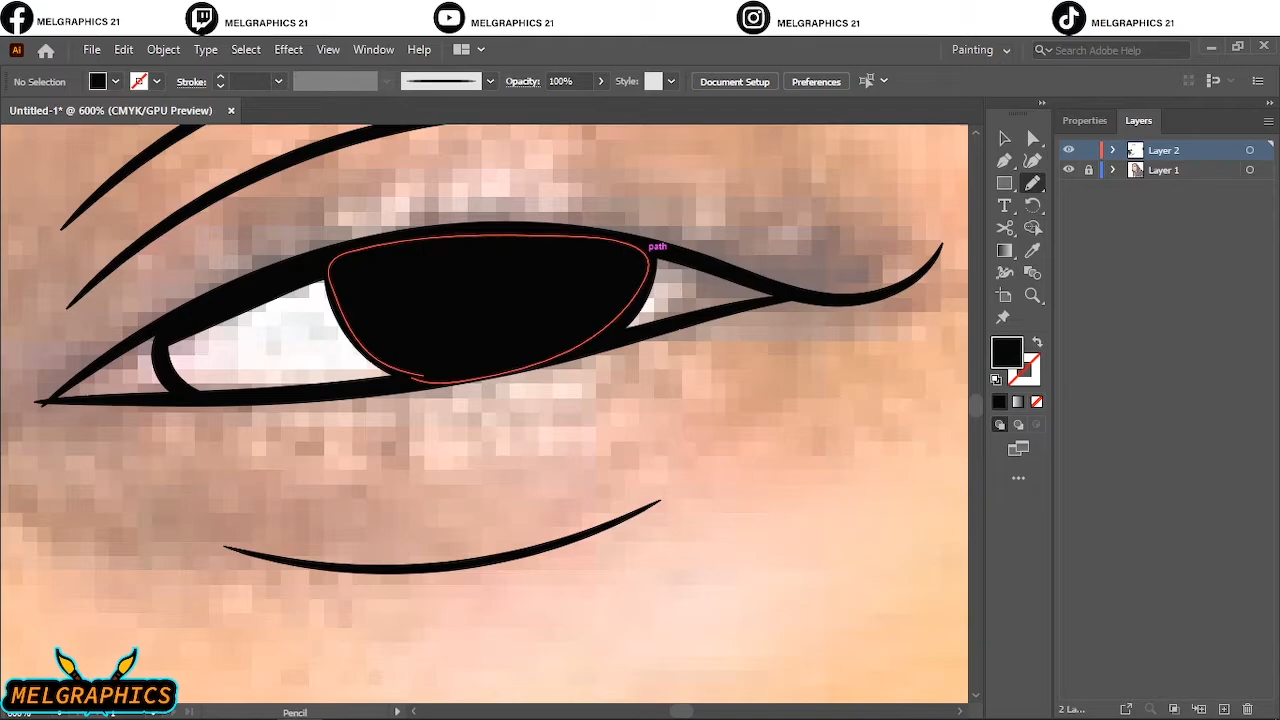 MELGRAPHICS 21
MELGRAPHICS 21
MELGRAPHICS 21
MELGRAPHICS 21
MELGRAPHICS 21
Ai File Edit Object Type Select Effect View Window Help Painting Search Adobe Help
No Selection Stroke: Opacity: 100% Style: Document Setup Preferences
Untitled-1* @ 600% (CMYK/GPU Preview)
Properties Layers
Layer 2
Layer 1
path
MELGRAPHICS
Pencil
2 La...